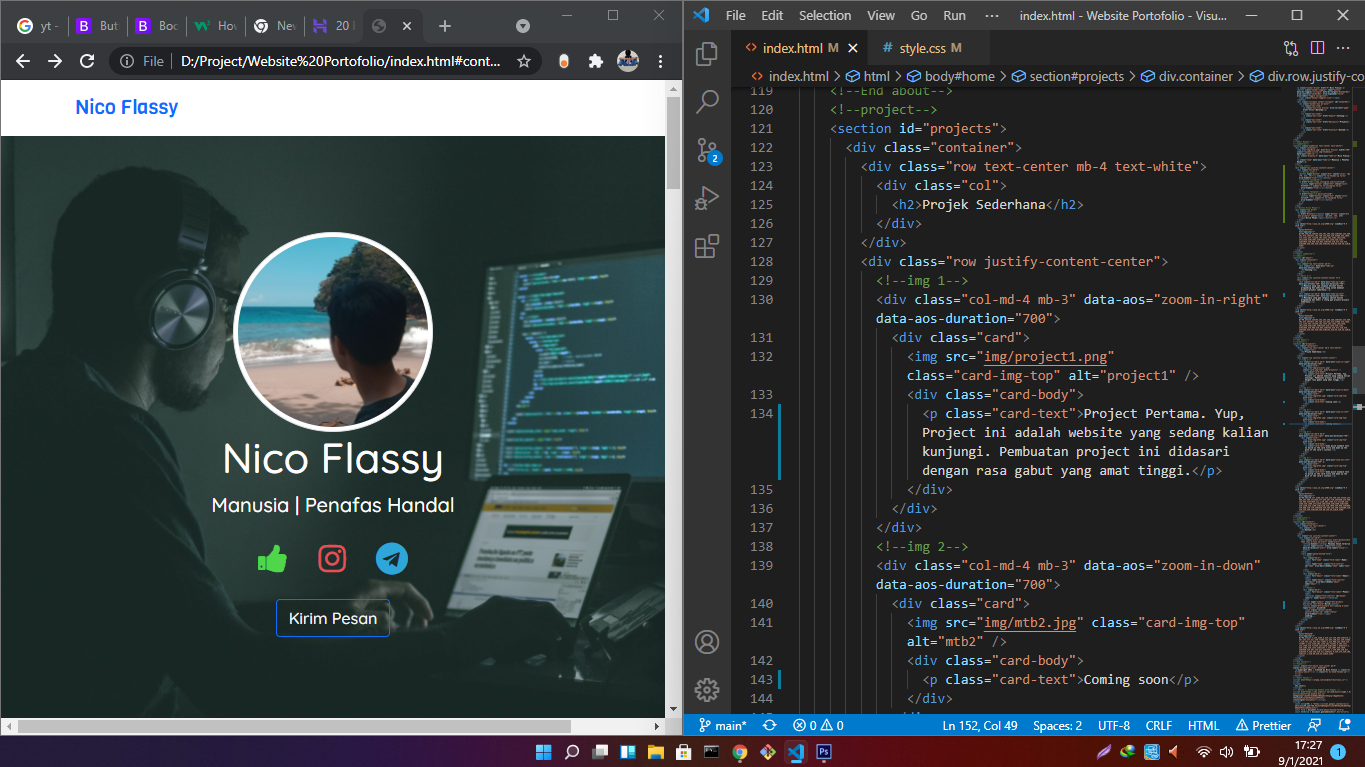 yt -
But
Boc
Hov
Nev
20 I
File
D:/Project/Website%20Portofolio/index.html#cont...
Nico Flassy
Nico Flassy
Manusia | Penafas Handal
Kirim Pesan
File Edit Selection View Go Run ··· index.html - Website Portofolio - Visu...
index.html M
# style.css M
index.html > html > body#home > section#projects > div.container > div.row.justify-co
119 <!--End about-->
120 <!--project-->
121 <section id="projects">
122 <div class="container">
123 <div class="row text-center mb-4 text-white">
124 <div class="col">
125 <h2>Projek Sederhana</h2>
126 </div>
127 </div>
128 <div class="row justify-content-center">
129 <!--img 1-->
130 <div class="col-md-4 mb-3" data-aos="zoom-in-right"
data-aos-duration="700">
131 <div class="card">
132 <img src="img/project1.png"
class="card-img-top" alt="project1" />
133 <div class="card-body">
134 <p class="card-text">Project Pertama. Yup,
Project ini adalah website yang sedang kalian
kunjungi. Pembuatan project ini didasari
dengan rasa gabut yang amat tinggi.</p>
135 </div>
136 </div>
137 </div>
138 <!--img 2-->
139 <div class="col-md-4 mb-3" data-aos="zoom-in-down"
data-aos-duration="700">
140 <div class="card">
141 <img src="img/mtb2.jpg" class="card-img-top"
alt="mtb2" />
142 <div class="card-body">
143 <p class="card-text">Coming soon</p>
144 </div>
2
main* 0 0 Ln 152, Col 49 Spaces: 2 UTF-8 CRLF HTML Prettier
Ps
17:27
9/1/2021
1